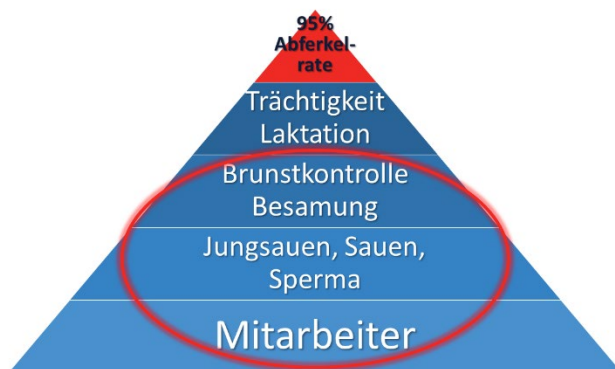 95%
Abferkel-
rate
Trächtigkeit
Laktation
Brunstkontrolle
Besamung
Jungsauen, Sauen,
Sperma
Mitarbeiter